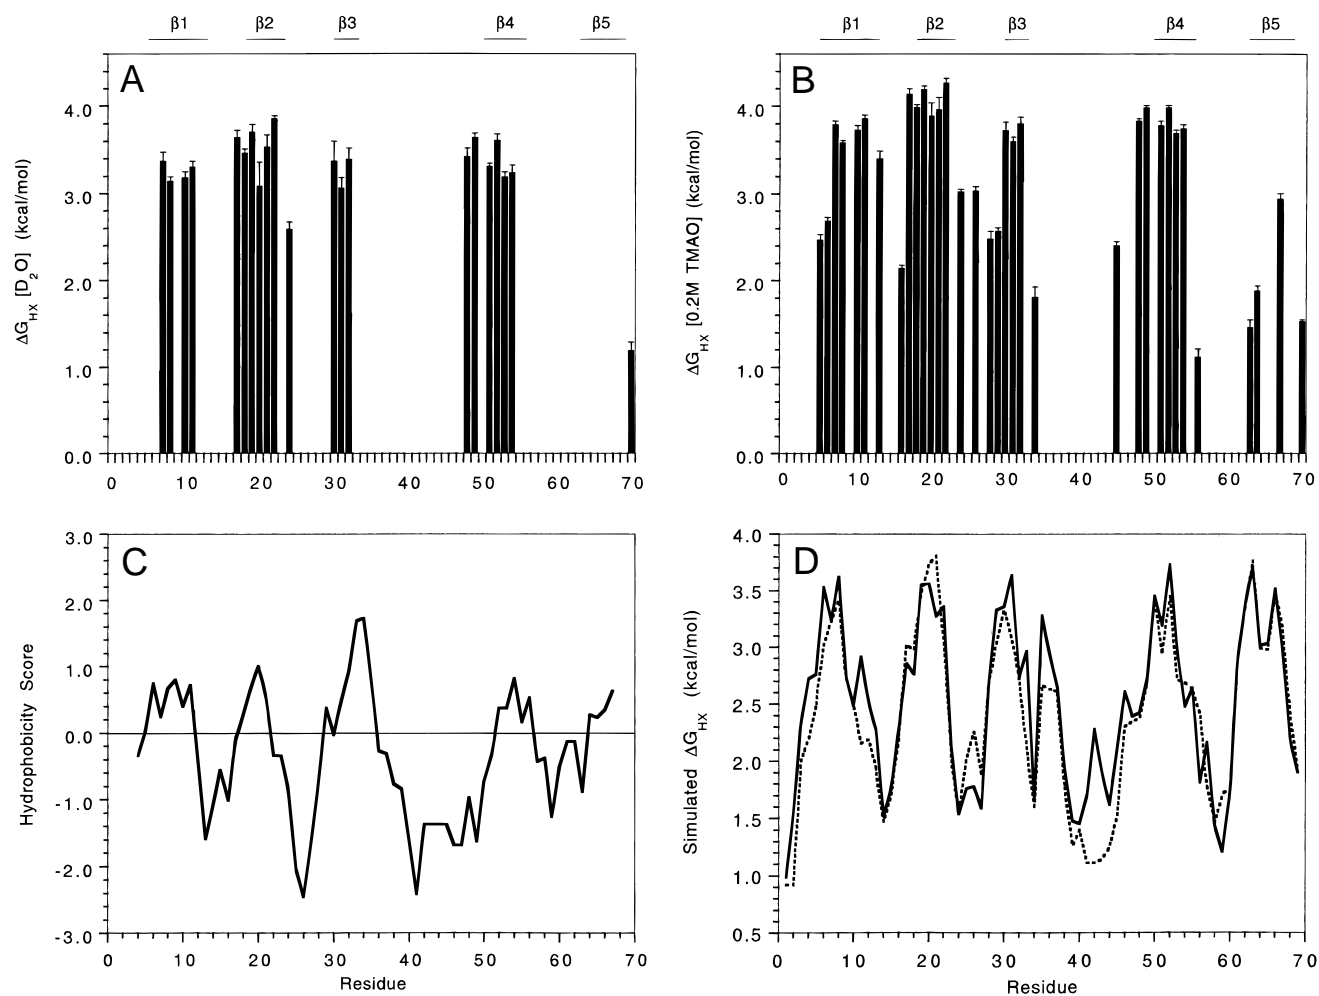 β1 β2 β3 β4 β5
β1 β2 β3 β4 β5
A
ΔG_HX [D_2O] (kcal/mol)
4.0
3.0
2.0
1.0
0.0
0 10 20 30 40 50 60 70
B
ΔG_HX [0.2M TMAO] (kcal/mol)
4.0
3.0
2.0
1.0
0.0
0 10 20 30 40 50 60 70
C
Hydrophobicity Score
3.0
2.0
1.0
0.0
-1.0
-2.0
-3.0
0 10 20 30 40 50 60 70
Residue
D
Simulated ΔG_HX (kcal/mol)
4.0
3.5
3.0
2.5
2.0
1.5
1.0
0.5
0 10 20 30 40 50 60 70
Residue